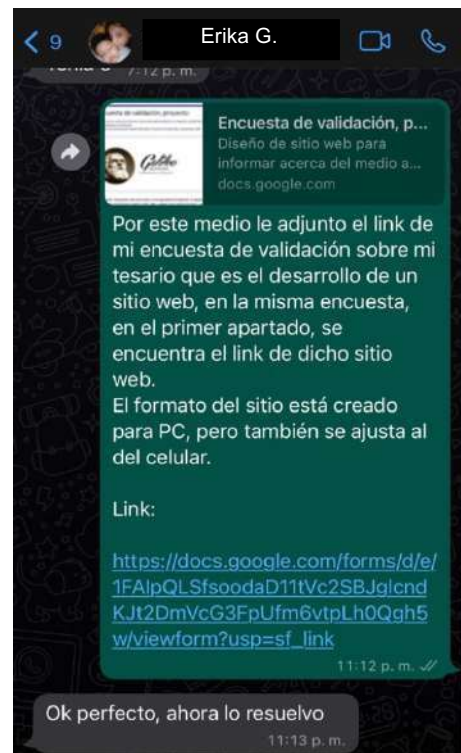 9
Erika G.
7:12 p. m.
Encuesta de validación, p...
Diseño de sitio web para
informar acerca del medio a...
docs.google.com
Galileo
Por este medio le adjunto el link de
mi encuesta de validación sobre mi
tesario que es el desarrollo de un
sitio web, en la misma encuesta,
en el primer apartado, se
encuentra el link de dicho sitio
web.
El formato del sitio está creado
para PC, pero también se ajusta al
del celular.
Link:
https://docs.google.com/forms/d/e/
1FAIpQLSfsoodaD11tVc2SBJglcnd
KJt2DmVcG3FpUfm6vtpLh0Qgh5
w/viewform?usp=sf_link
11:12 p. m.
Ok perfecto, ahora lo resuelvo
11:13 p. m.